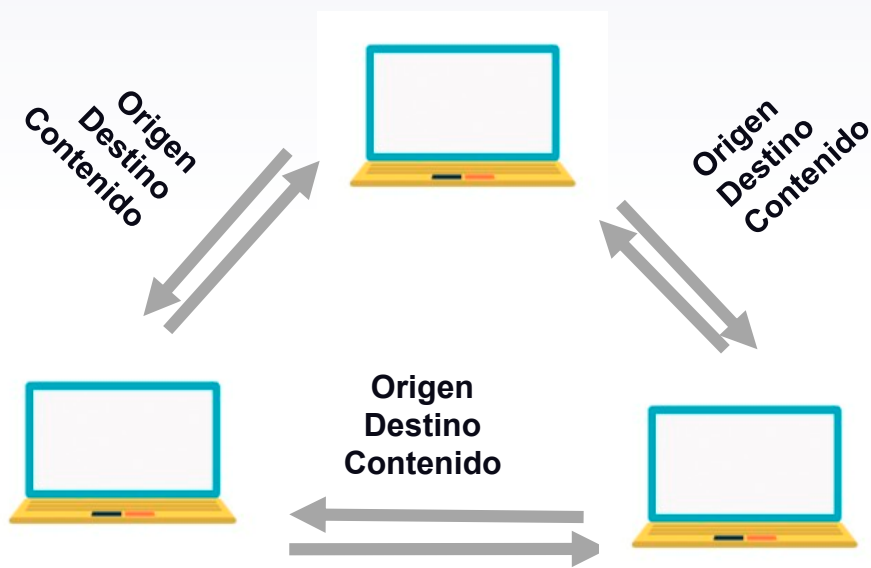 Origen
Destino
Contenido
Origen
Destino
Contenido
Origen
Destino
Contenido